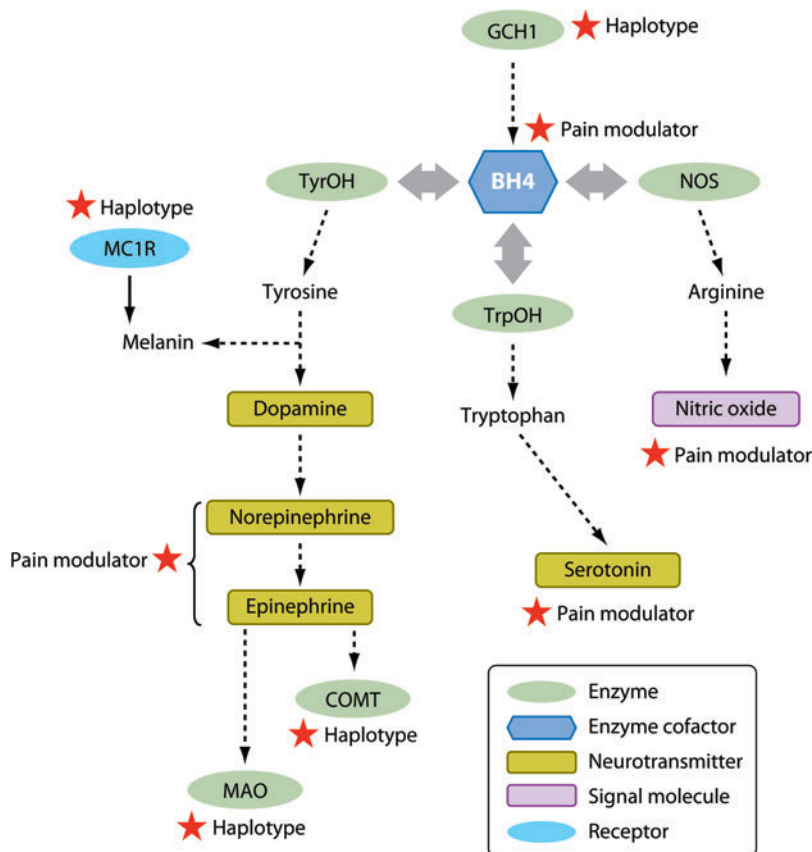 GCH1
Haplotype
Pain modulator
TyrOH
BH4
NOS
Haplotype
MC1R
Tyrosine
Arginine
TrpOH
Melanin
Dopamine
Tryptophan
Nitric oxide
Pain modulator
Norepinephrine
Pain modulator
Serotonin
Epinephrine
Pain modulator
COMT
Haplotype
MAO
Haplotype
Enzyme
Enzyme cofactor
Neurotransmitter
Signal molecule
Receptor